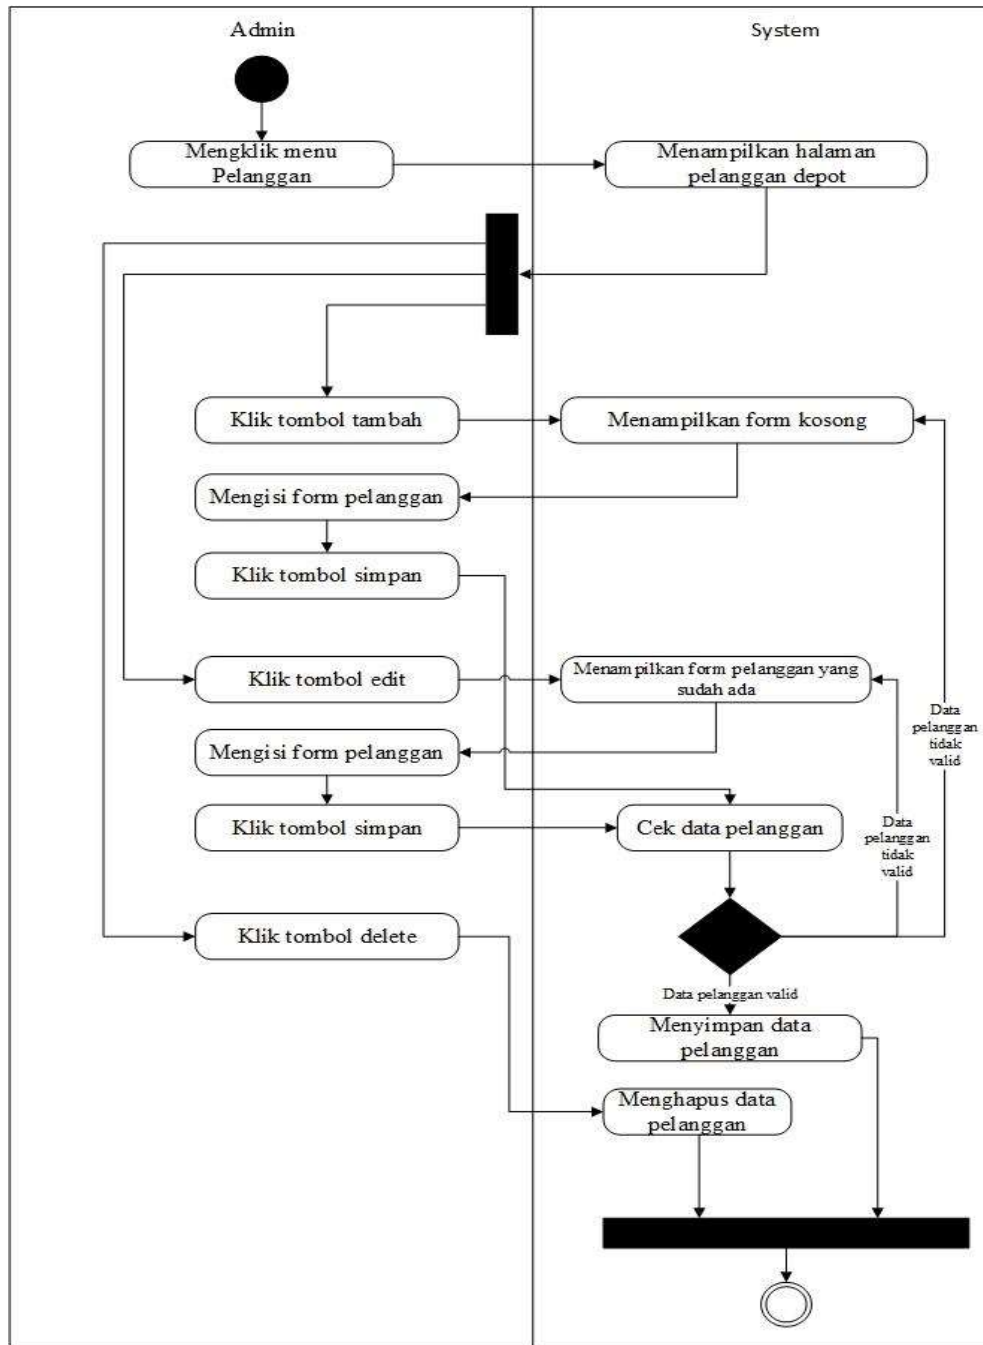 Admin
System
Mengklik menu
Pelanggan
Menampilkan halaman
pelanggan depot
Klik tombol tambah
Menampilkan form kosong
Mengisi form pelanggan
Klik tombol simpan
Klik tombol edit
Menampilkan form pelanggan yang
sudah ada
Data
pelanggan
tidak
valid
Mengisi form pelanggan
Klik tombol simpan
Cek data pelanggan
Data
pelanggan
tidak
valid
Klik tombol delete
Data pelanggan valid
Menyimpan data
pelanggan
Menghapus data
pelanggan